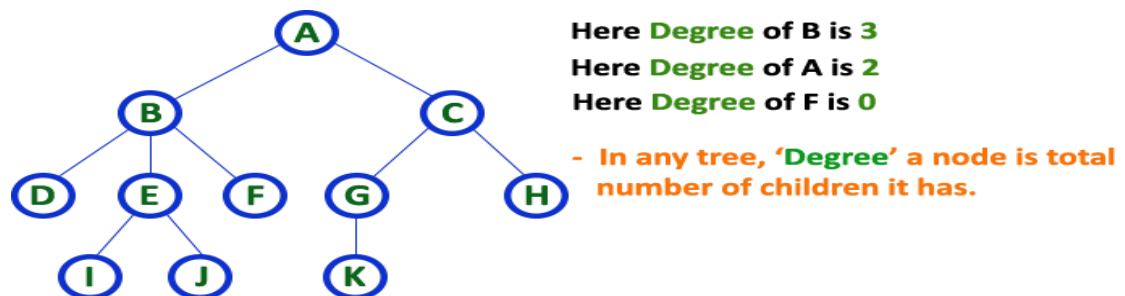 A
Here Degree of B is 3
Here Degree of A is 2
Here Degree of F is 0
B C
- In any tree, ‘Degree’ a node is total
number of children it has.
D E F G H
I J K